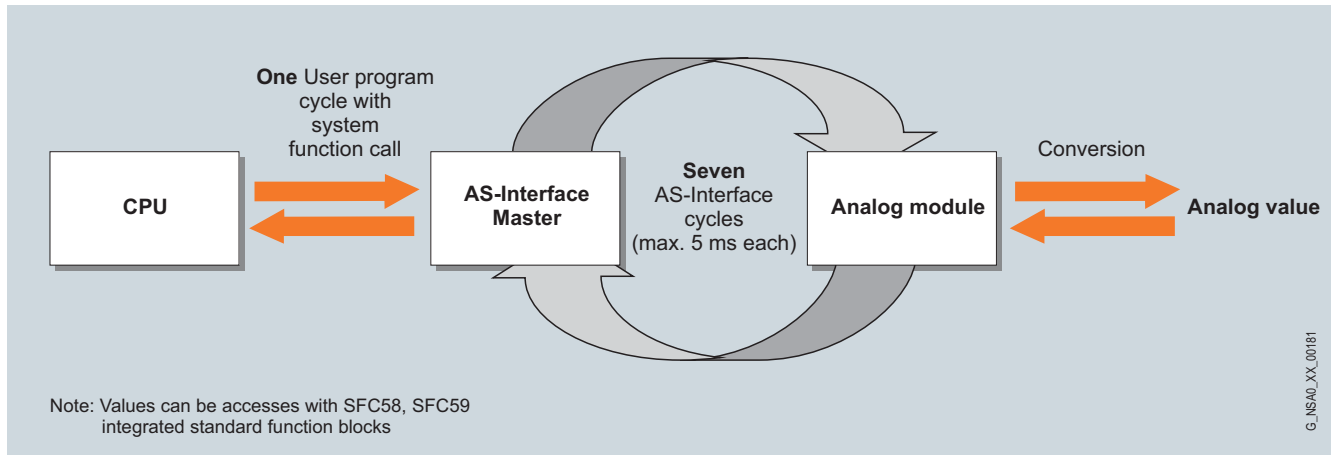 One User program
cycle with
system
function call
CPU
AS-Interface
Master
Seven
AS-Interface
cycles
(max. 5 ms each)
Analog module
Conversion
Analog value
Note: Values can be accesses with SFC58, SFC59
integrated standard function blocks
G_NSA0_XX_00181